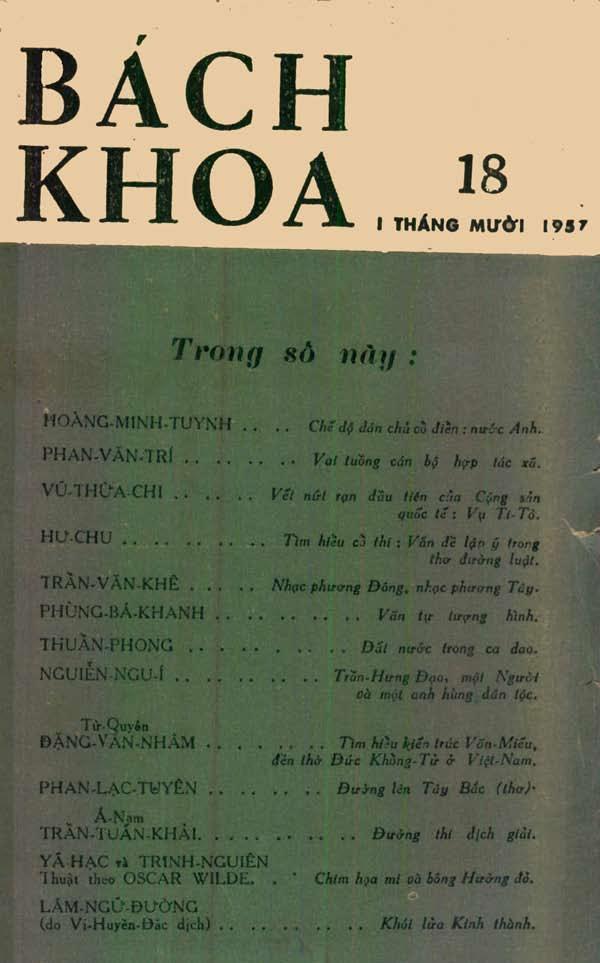 BÁCH
KHOA
18
1 THÁNG MƯỜI 1957
Trong số này :
HOÀNG-MINH-TUYNH . . . . Chế độ dân chủ cổ điển : nước Anh.
PHAN-VĂN-TRÍ . . . . . . . Vai tuồng cán bộ hợp tác xã.
VŨ-THỪA-CHI . . . . . Vết nứt rạn đầu tiên của Cộng sản
quốc tế : Vụ Ti-Tô.
HƯ-CHU . . . . . . . . . Tìm hiểu cổ thi : Vấn đề lập ý trong
thơ đường luật.
TRẦN-VĂN-KHÊ . . . . . Nhạc phương Đông, nhạc phương Tây.
PHÙNG-BÁ-KHANH . . . . . . . . Văn tự tượng hình.
THUẦN-PHONG . . . . . . . . . Đất nước trong ca dao.
NGUIỄN-NGU-Í . . . . . . . . Trần-Hưng Đạo, một Người
và một anh hùng dân tộc.
Từ-Quyên
ĐẶNG-VĂN-NHÂM . . . . . . . Tìm hiểu kiến trúc Văn-Miếu,
đền thờ Đức Khổng-Tử ở Việt-Nam.
PHAN-LẠC-TUYÊN . . . . . . . Đường lên Tây Bắc (thơ).
Á-Nam
TRẦN-TUẤN-KHẢI. . . . . . . . . Đường thi dịch giải.
YÃ-HẠC và TRINH-NGUYÊN
Thuật theo OSCAR WILDE. . . Chim họa mi và bông Hường đỏ.
LÂM-NGỮ-ĐƯỜNG
(do Vi-Huyền-Đắc dịch) . . . . . . . . Khói lửa Kinh thành.